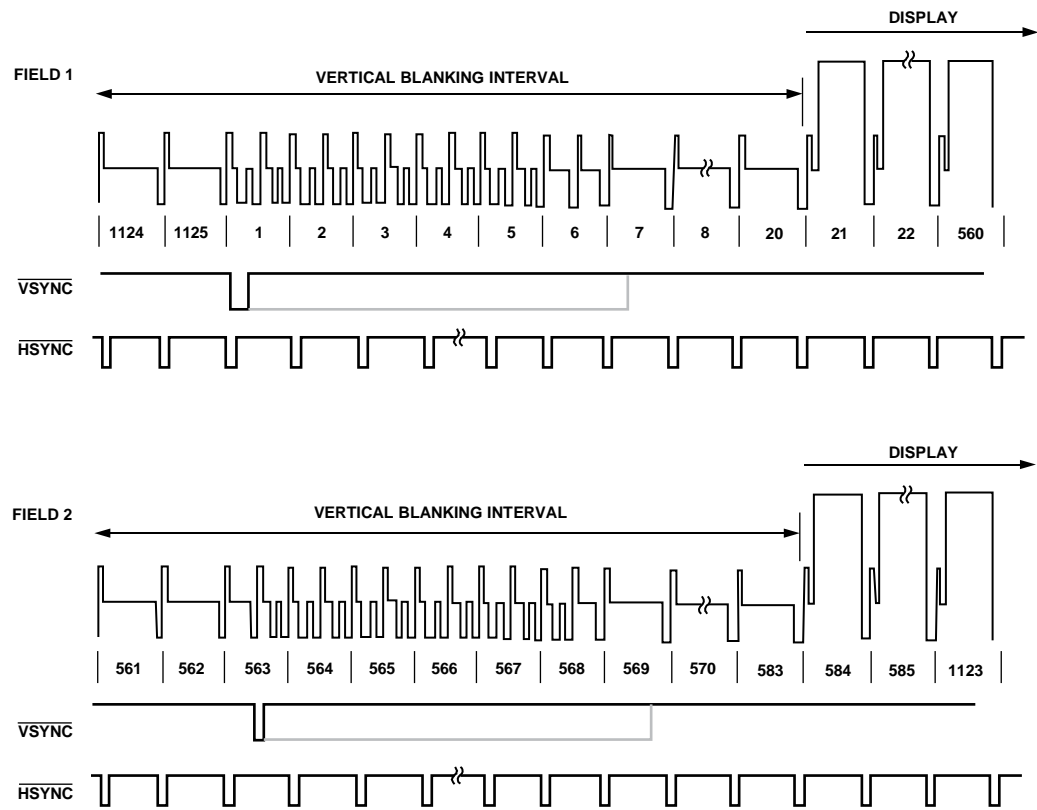 DISPLAY
FIELD 1
VERTICAL BLANKING INTERVAL
1124 1125 1 2 3 4 5 6 7 8 20 21 22 560
VSYNC
HSYNC
DISPLAY
FIELD 2
VERTICAL BLANKING INTERVAL
561 562 563 564 565 566 567 568 569 570 583 584 585 1123
VSYNC
HSYNC